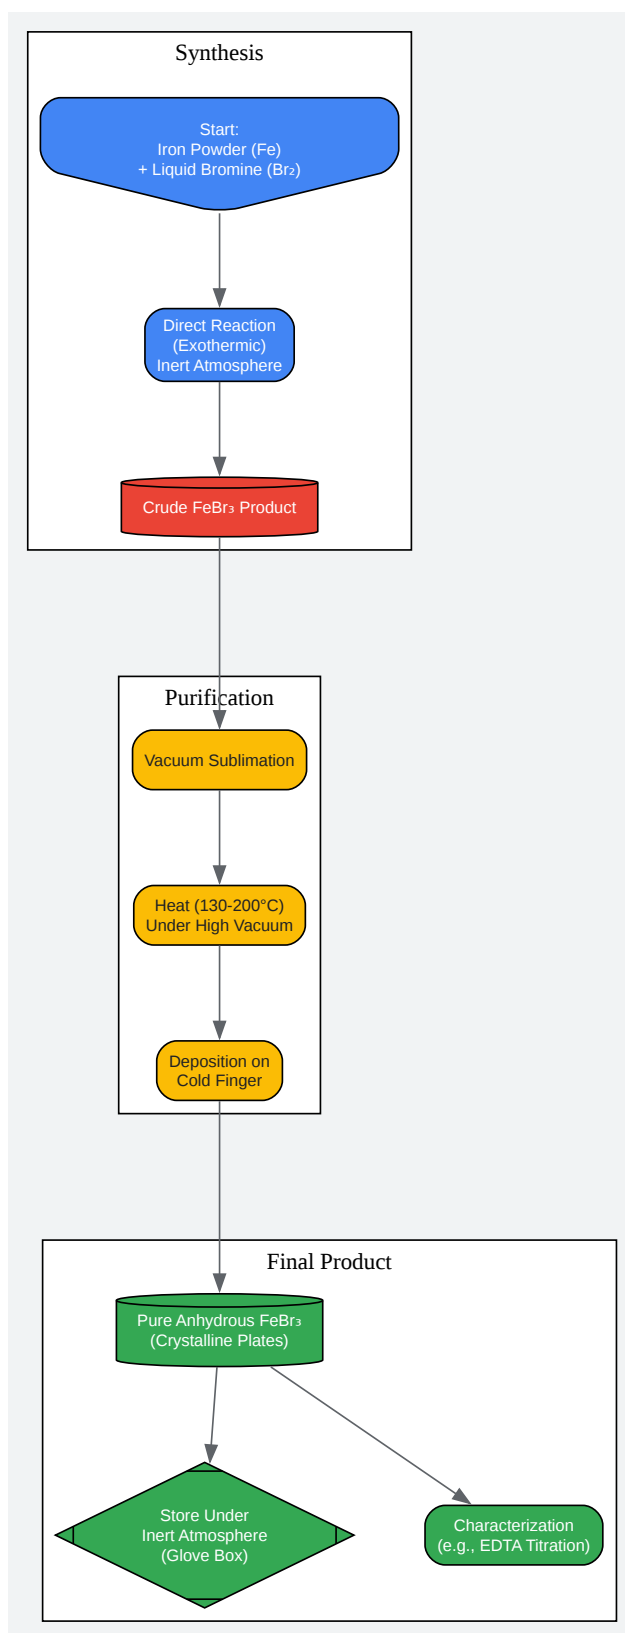 Synthesis
Start:
Iron Powder (Fe)
+ Liquid Bromine (Br₂)
Direct Reaction
(Exothermic)
Inert Atmosphere
Crude FeBr₃ Product
Purification
Vacuum Sublimation
Heat (130-200°C)
Under High Vacuum
Deposition on
Cold Finger
Final Product
Pure Anhydrous FeBr₃
(Crystalline Plates)
Store Under
Inert Atmosphere
(Glove Box)
Characterization
(e.g., EDTA Titration)